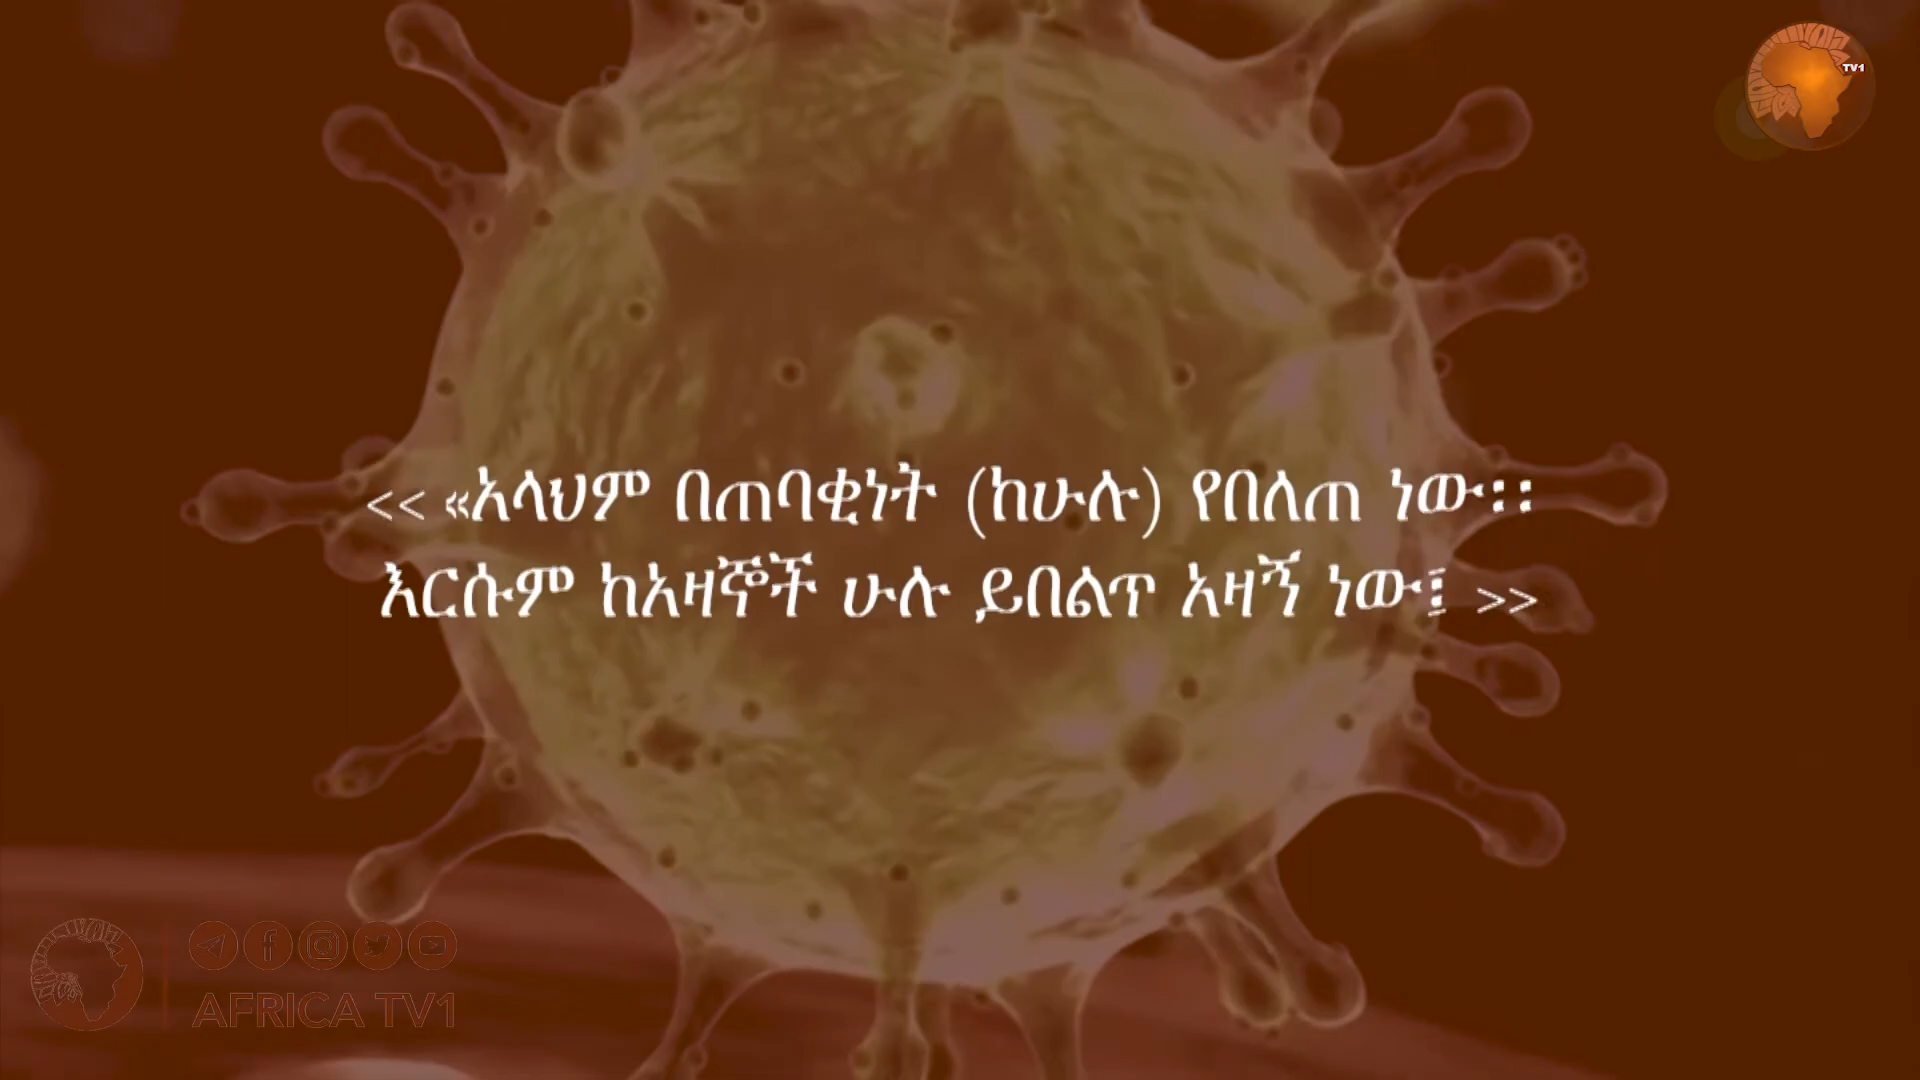 TV1
<< «አላህም በጠባቂነት (ከሁሉ) የበለጠ ነው፡፡
እርሱም ከአዛኞች ሁሉ ይበልጥ አዛኝ ነው፤ >>
AFRICA TV1